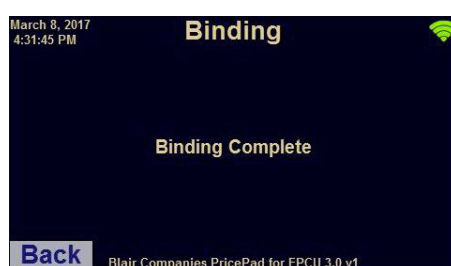 March 8, 2017
4:31:45 PM
Binding
Binding Complete
Back
Blair Companies PricePad for EPCU 3.0 v1